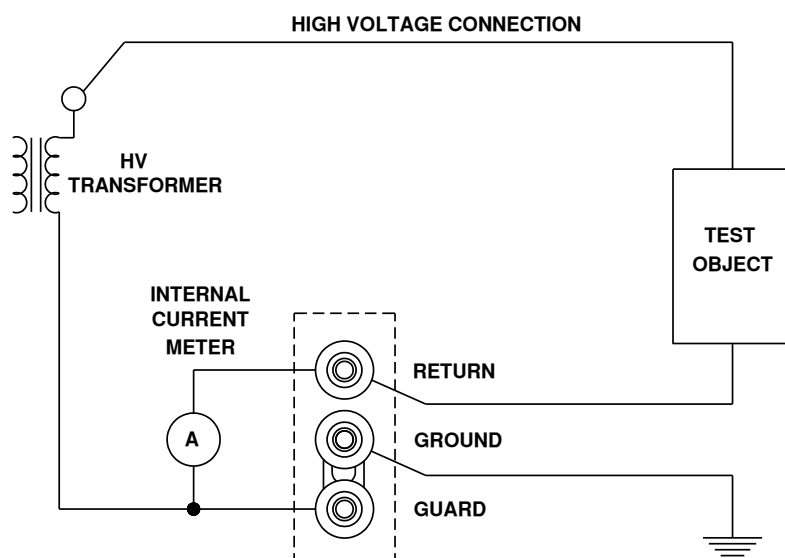 HIGH VOLTAGE CONNECTION
HV
TRANSFORMER
TEST
OBJECT
INTERNAL
CURRENT
METER
RETURN
A
GROUND
GUARD